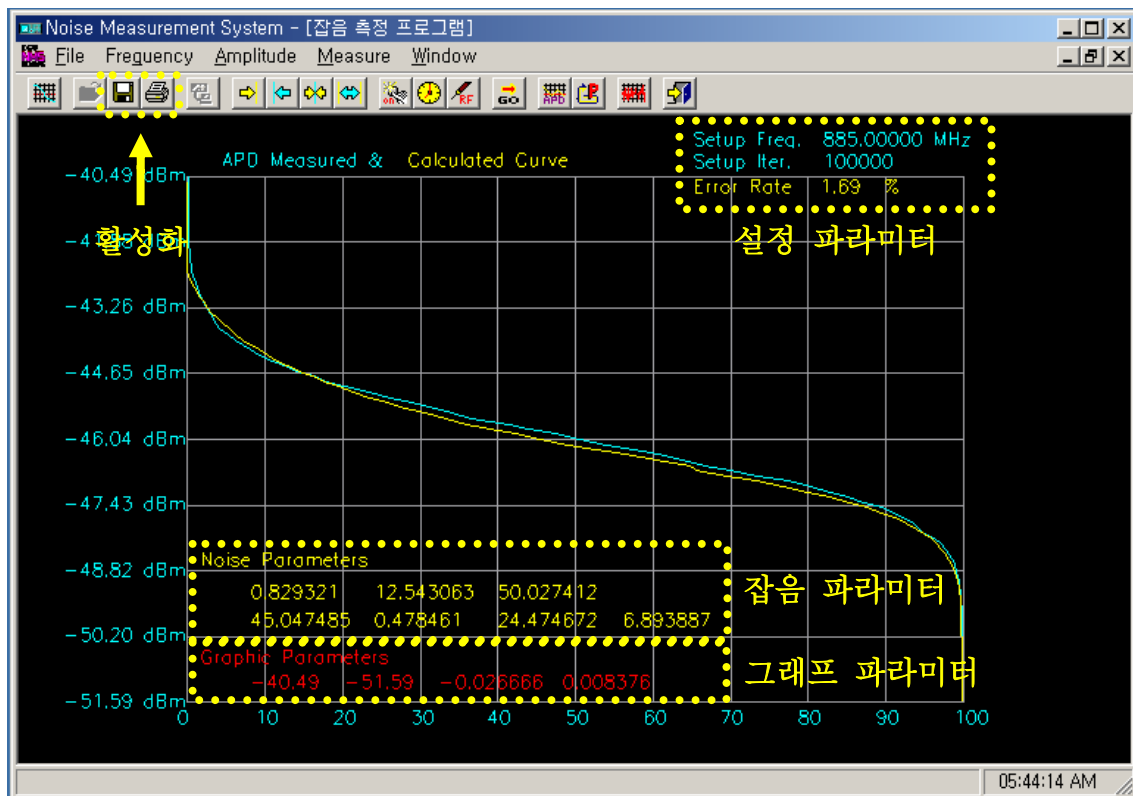 Noise Measurement System - [잡음 측정 프로그램]
File Frequency Amplitude Measure Window
on RF GO APD
APD Measured & Calculated Curve
Setup Freq. 885.00000 MHz
Setup Iter. 100000
Error Rate 1.69 %
설정 파라미터
활성화
-40.49 dBm
dBm
-43.26 dBm
-44.65 dBm
-46.04 dBm
-47.43 dBm
-48.82 dBm
-50.20 dBm
-51.59 dBm
Noise Parameters
0.829321 12.543063 50.027412
45.047485 0.478461 24.474672 6.893887
잡음 파라미터
Graphic Parameters
-40.49 -51.59 -0.026666 0.008376
그래프 파라미터
0 10 20 30 40 50 60 70 80 90 100
05:44:14 AM